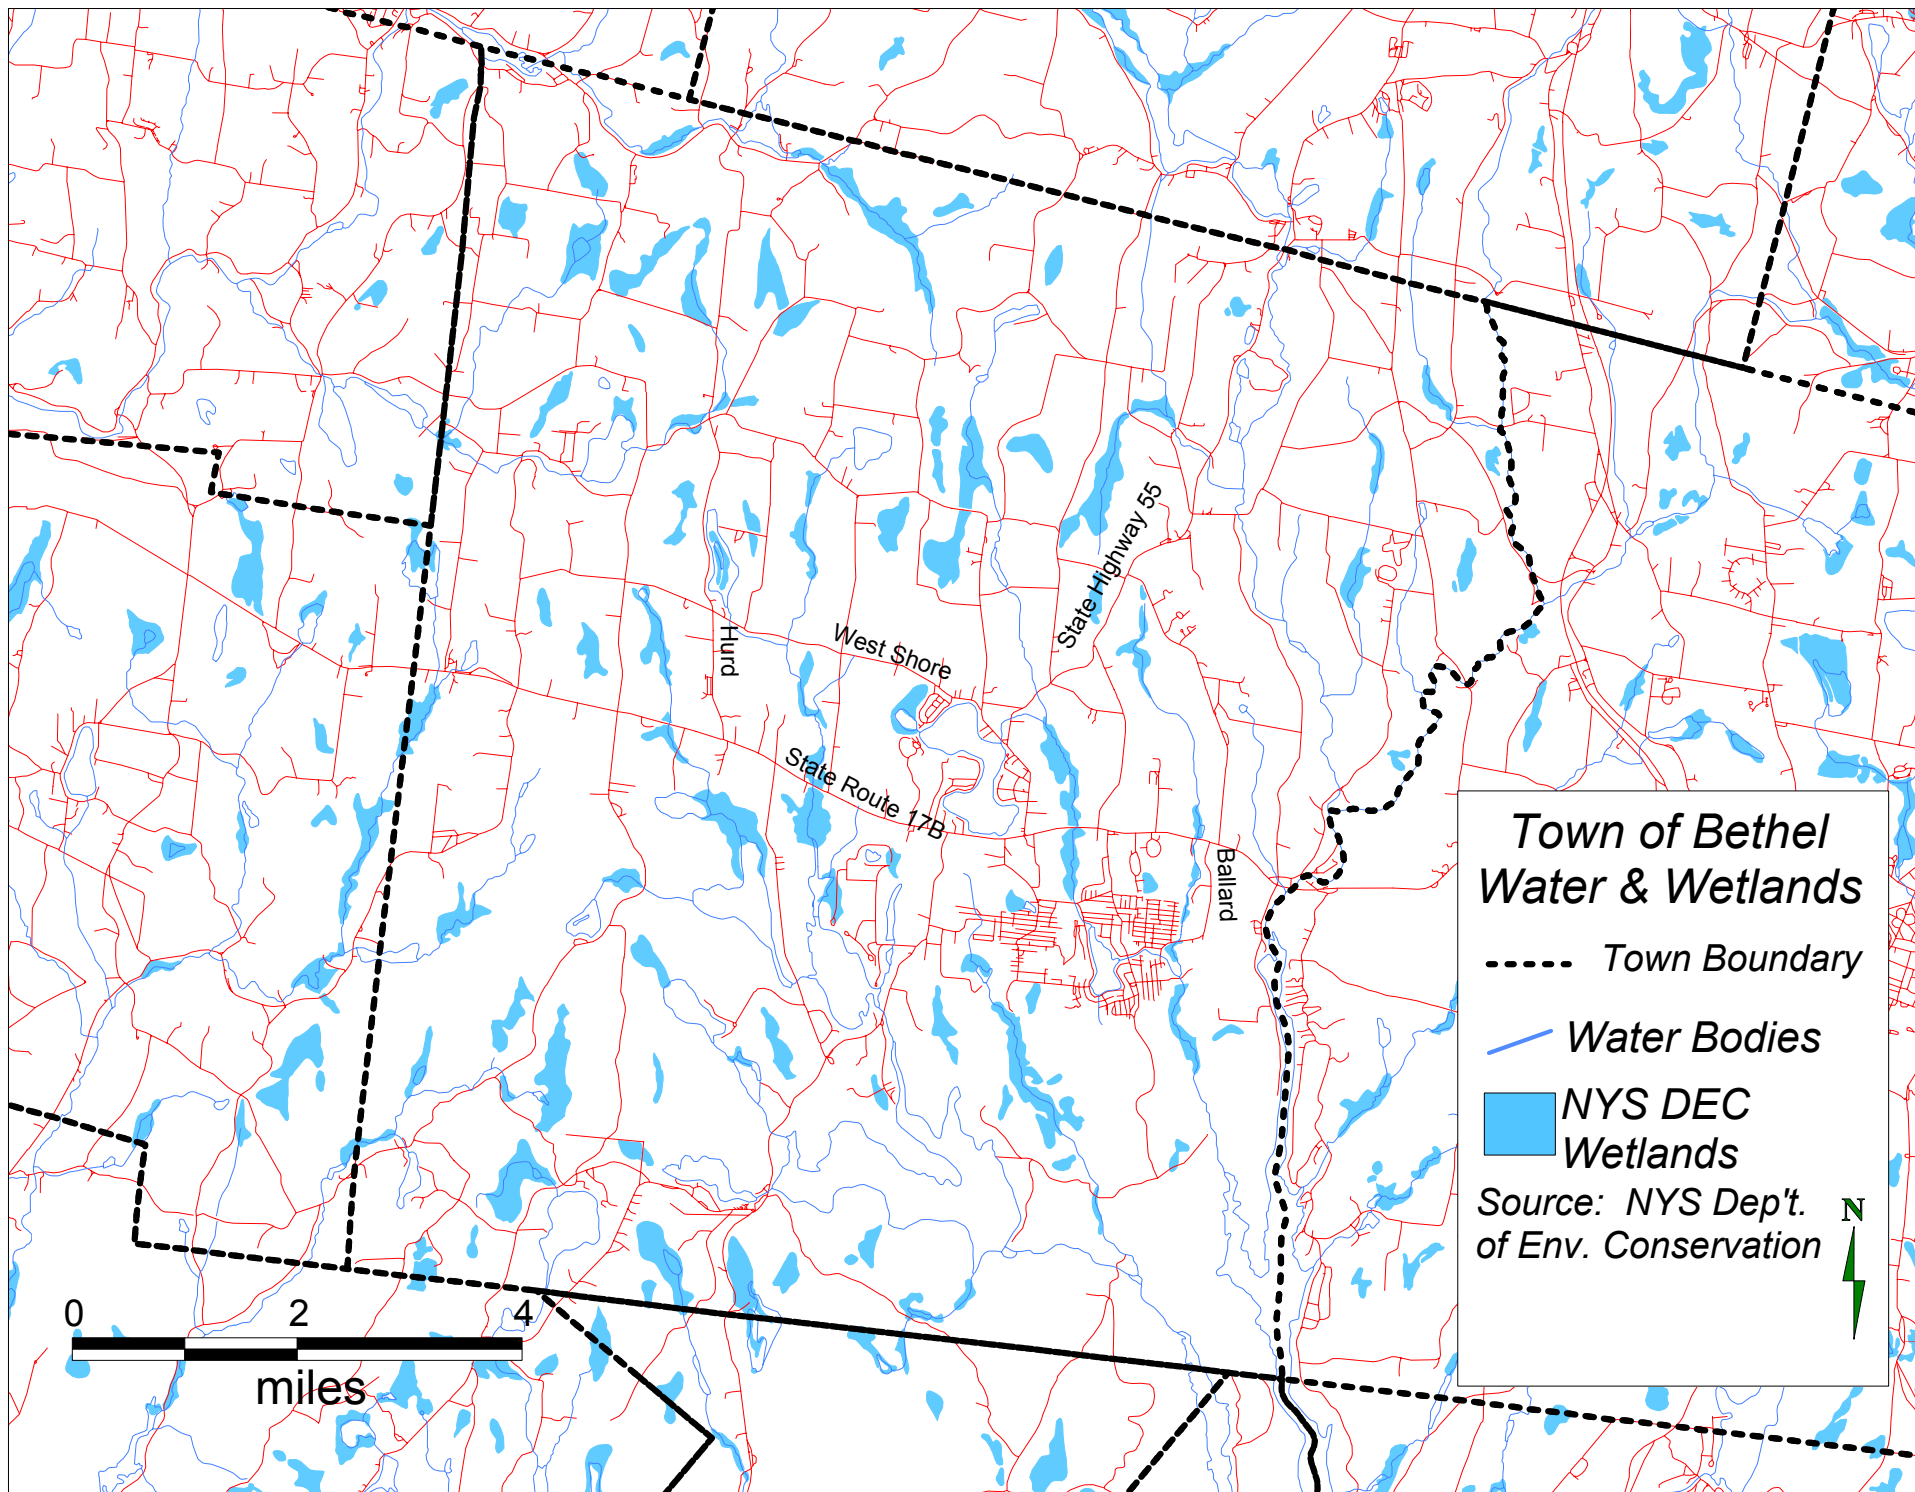 State Highway 55
Hurd
West Shore
State Route 17B
Ballard
Town of Bethel
Water & Wetlands
Town Boundary
Water Bodies
NYS DEC
Wetlands
Source: NYS Dep't.
of Env. Conservation
N
0 2 4
miles